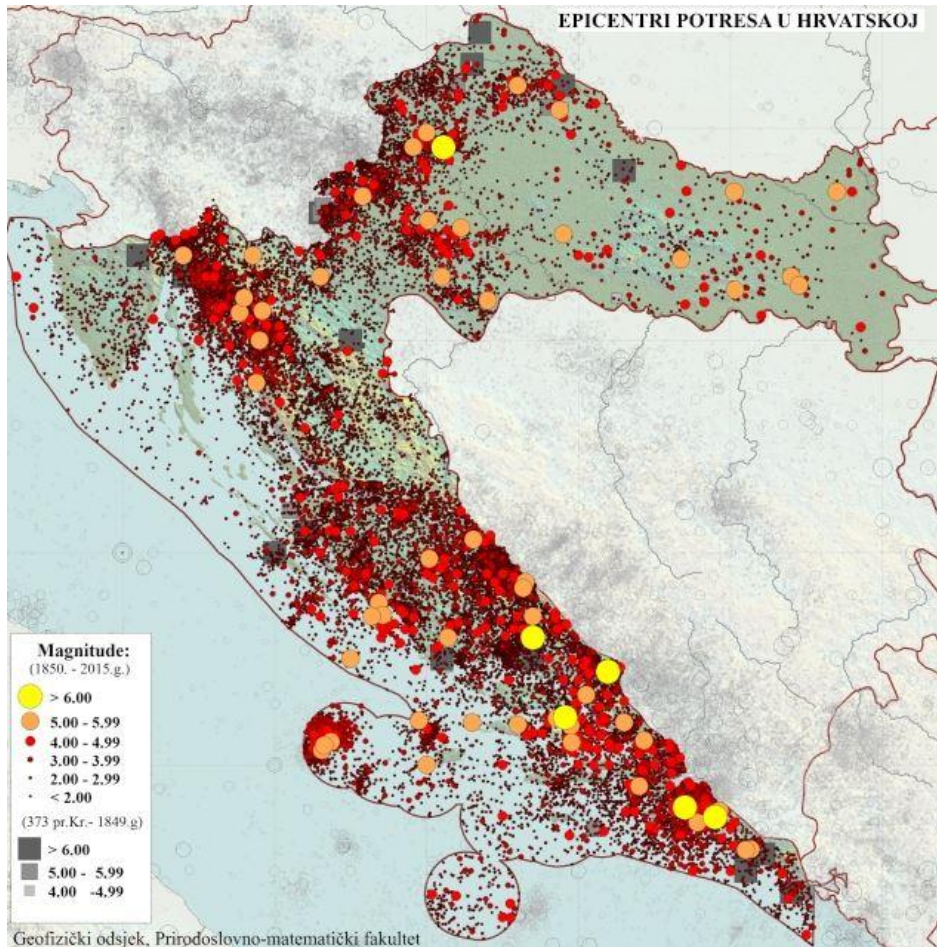 EPICENTRI POTRESA U HRVATSKOJ
Magnitude:
(1850. - 2015.g.)
> 6.00
5.00 - 5.99
4.00 - 4.99
3.00 - 3.99
2.00 - 2.99
< 2.00
(373 pr.Kr.- 1849.g)
> 6.00
5.00 - 5.99
4.00 -4.99
Geofizički odsjek, Prirodoslovno-matematički fakultet